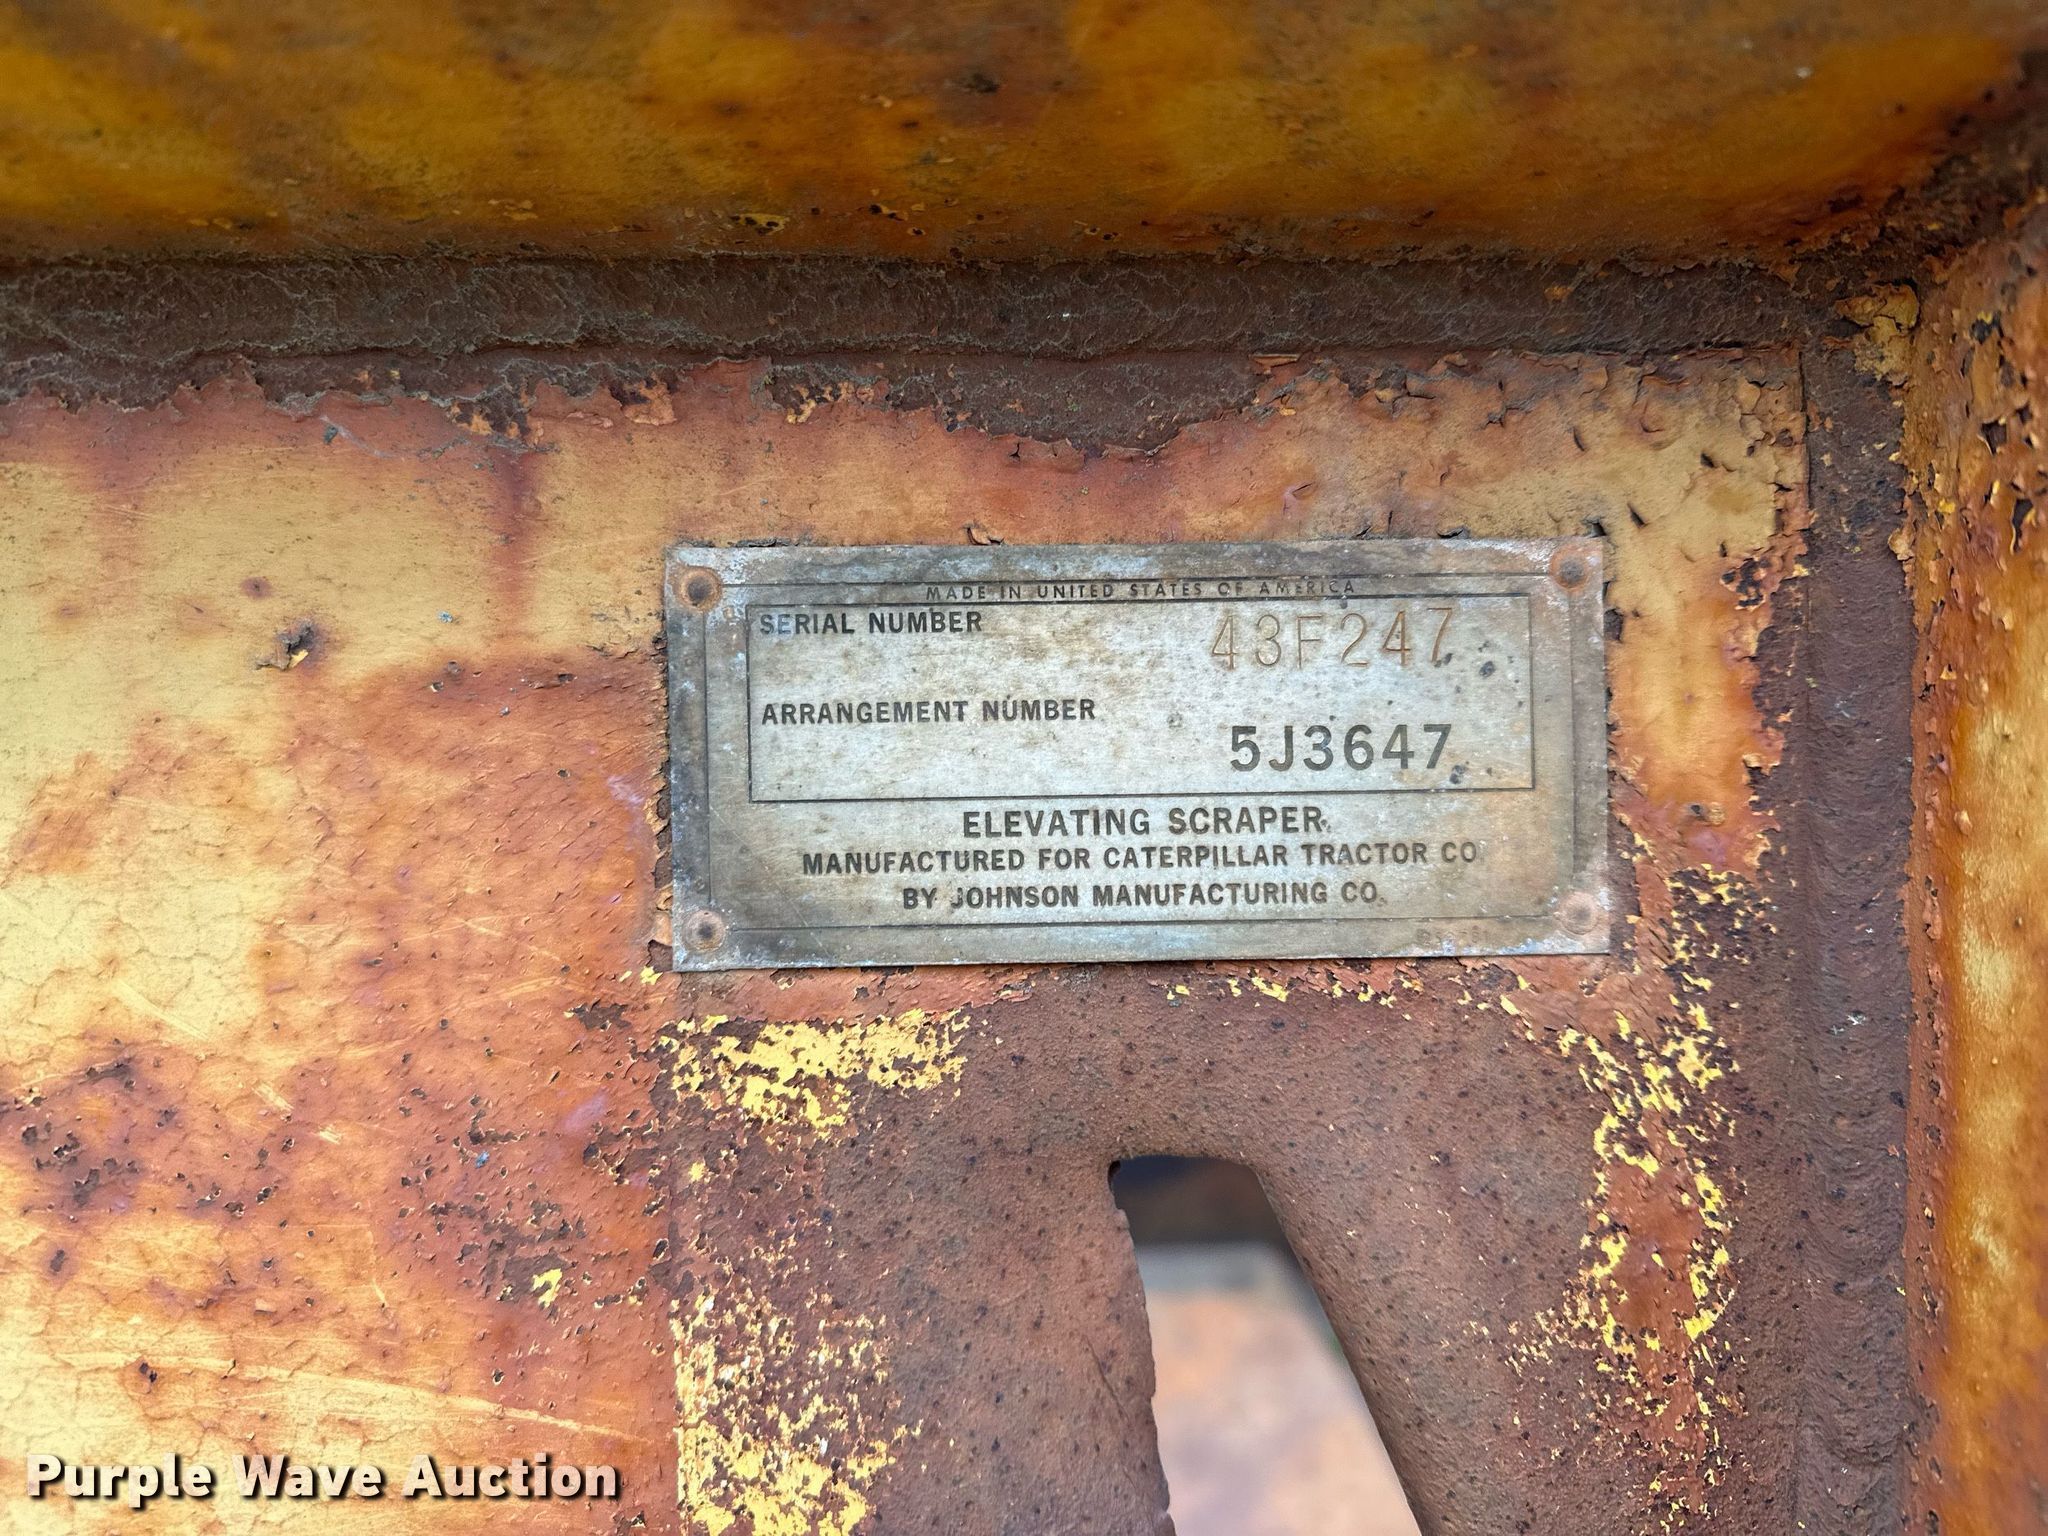 MADE IN UNITED STATES OF AMERICA
SERIAL NUMBER 43F247
ARRANGEMENT NUMBER
5J3647
ELEVATING SCRAPER
MANUFACTURED FOR CATERPILLAR TRACTOR CO
BY JOHNSON MANUFACTURING CO.
Purple Wave Auction